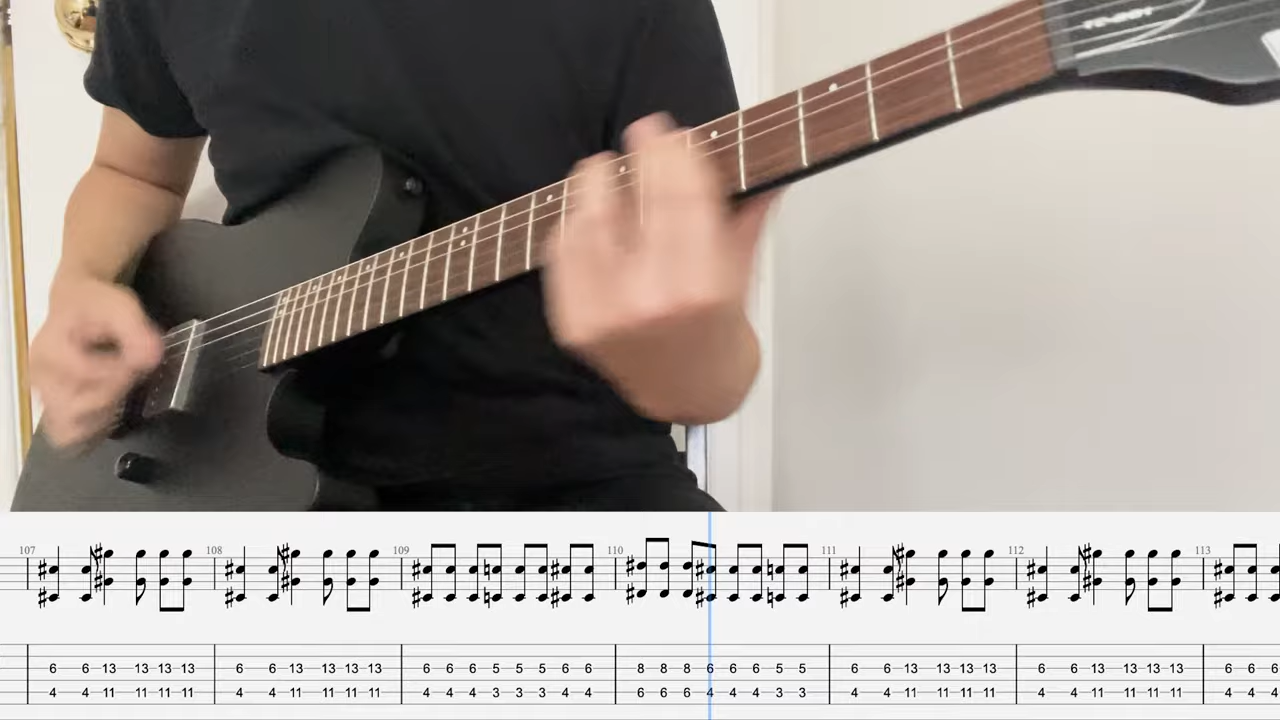 107 108 109 110 111 112 113
6 6 13 13 13 13 6 6 13 13 13 13 6 6 6 5 5 5 6 6 8 8 8 6 6 6 5 5 6 6 13 13 13 13 6 6 13 13 13 13 6 6 6
4 4 11 11 11 11 4 4 11 11 11 11 4 4 4 3 3 3 4 4 6 6 6 4 4 4 3 3 4 4 11 11 11 11 4 4 11 11 11 11 4 4 4